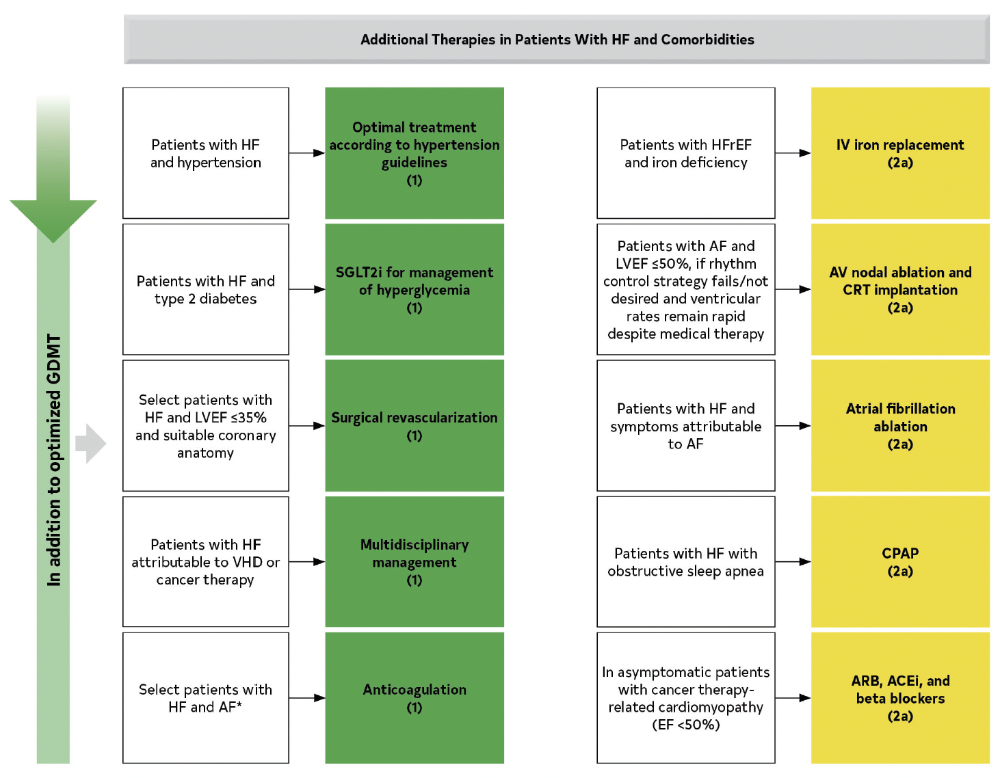 Additional Therapies in Patients With HF and Comorbidities
In addition to optimized GDMT
Patients with HF
and hypertension
Optimal treatment
according to hypertension
guidelines
(1)
Patients with HF and
type 2 diabetes
SGLT2i for management
of hyperglycemia
(1)
Select patients with
HF and LVEF ≤35%
and suitable coronary
anatomy
Surgical revascularization
(1)
Patients with HF
attributable to VHD or
cancer therapy
Multidisciplinary
management
(1)
Select patients with
HF and AF*
Anticoagulation
(1)
Patients with HFrEF
and iron deficiency
IV iron replacement
(2a)
Patients with AF and
LVEF ≤50%, if rhythm
control strategy fails/not
desired and ventricular
rates remain rapid
despite medical therapy
AV nodal ablation and
CRT implantation
(2a)
Patients with HF and
symptoms attributable
to AF
Atrial fibrillation
ablation
(2a)
Patients with HF with
obstructive sleep apnea
CPAP
(2a)
In asymptomatic patients
with cancer therapy-
related cardiomyopathy
(EF <50%)
ARB, ACEi, and
beta blockers
(2a)